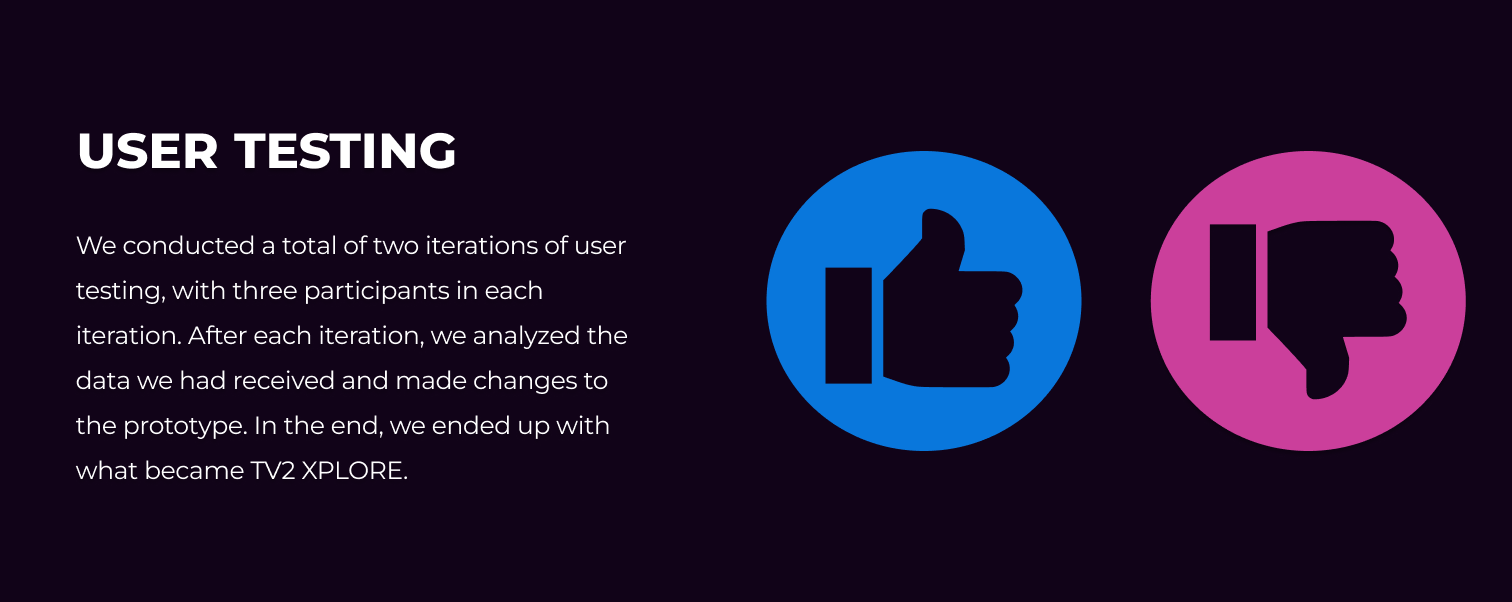 USER TESTING
We conducted a total of two iterations of user
testing, with three participants in each
iteration. After each iteration, we analyzed the
data we had received and made changes to
the prototype. In the end, we ended up with
what became TV2 XPLORE.